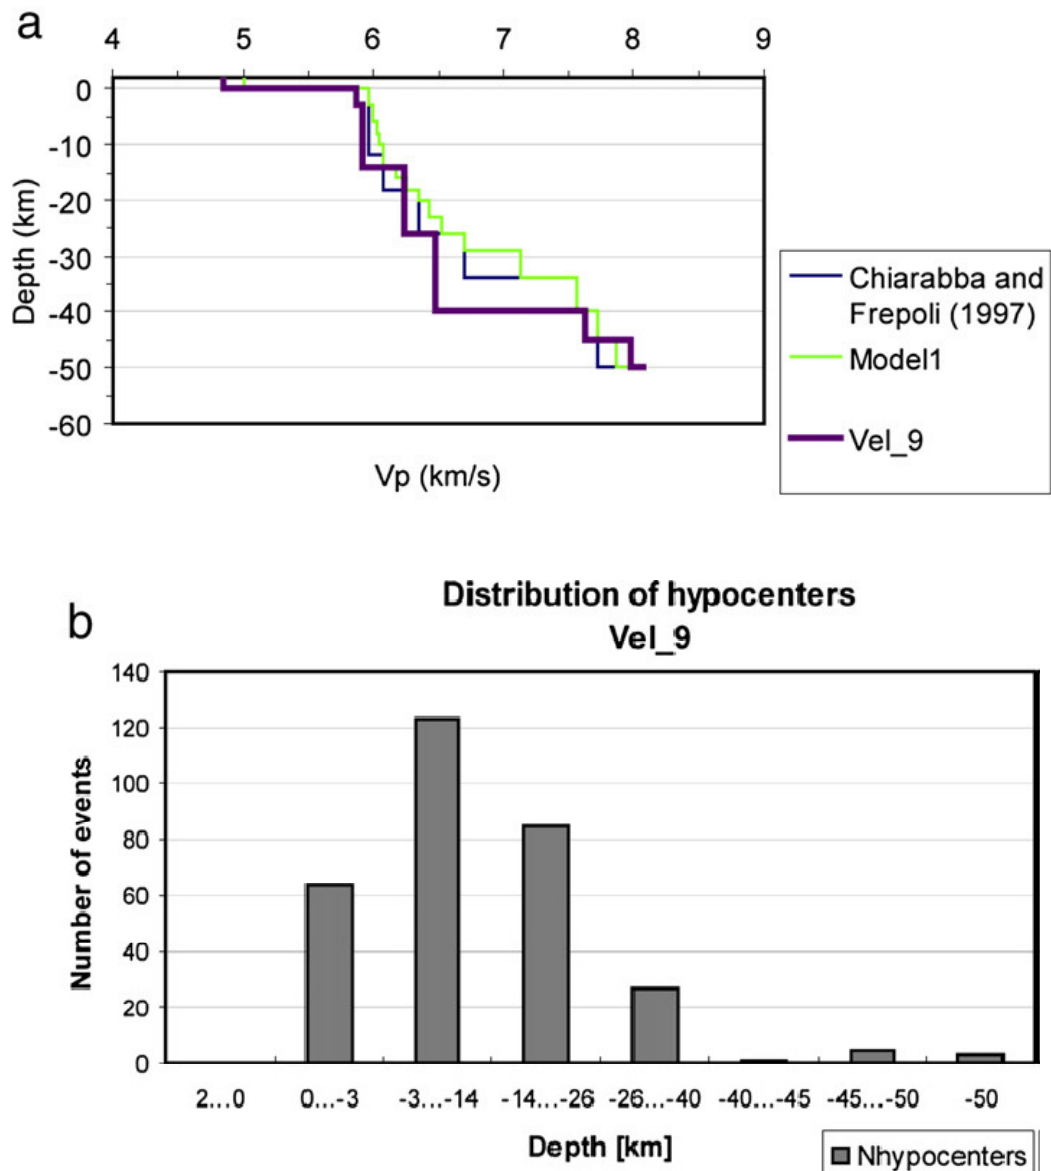 a
4 5 6 7 8 9
0
-10
-20
-30
-40
-50
-60
Depth (km)
Vp (km/s)
Chiarabba and
Frepoli (1997)
Model1
Vel_9
b
Distribution of hypocenters
Vel_9
140
120
100
80
60
40
20
0
Number of events
2...0 0...-3 -3...-14 -14...-26 -26...-40 -40...-45 -45...-50 -50
Depth [km]
Nhypocenters